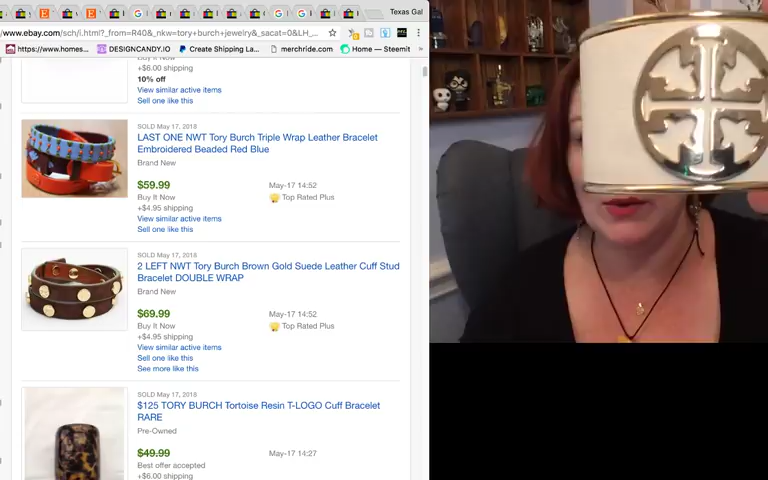 Texas Gal
www.ebay.com/sch/i.html?_from=R40&_nkw=tory+burch+jewelry&_sacat=0&LH_...
https://www.homes... DESIGNCANDY.IO Create Shipping La... merchride.com Home — Steemit
Buy It Now
+$6.00 shipping
10% off
View similar active items
Sell one like this
SOLD May 17, 2018
LAST ONE NWT Tory Burch Triple Wrap Leather Bracelet
Embroidered Beaded Red Blue
Brand New
$59.99 May-17 14:52
Buy It Now Top Rated Plus
+$4.95 shipping
View similar active items
Sell one like this
SOLD May 17, 2018
2 LEFT NWT Tory Burch Brown Gold Suede Leather Cuff Stud
Bracelet DOUBLE WRAP
Brand New
$69.99 May-17 14:52
Buy It Now Top Rated Plus
+$4.95 shipping
View similar active items
Sell one like this
See more like this
SOLD May 17, 2018
$125 TORY BURCH Tortoise Resin T-LOGO Cuff Bracelet
RARE
Pre-Owned
$49.99 May-17 14:27
Best offer accepted
+$6.00 shipping